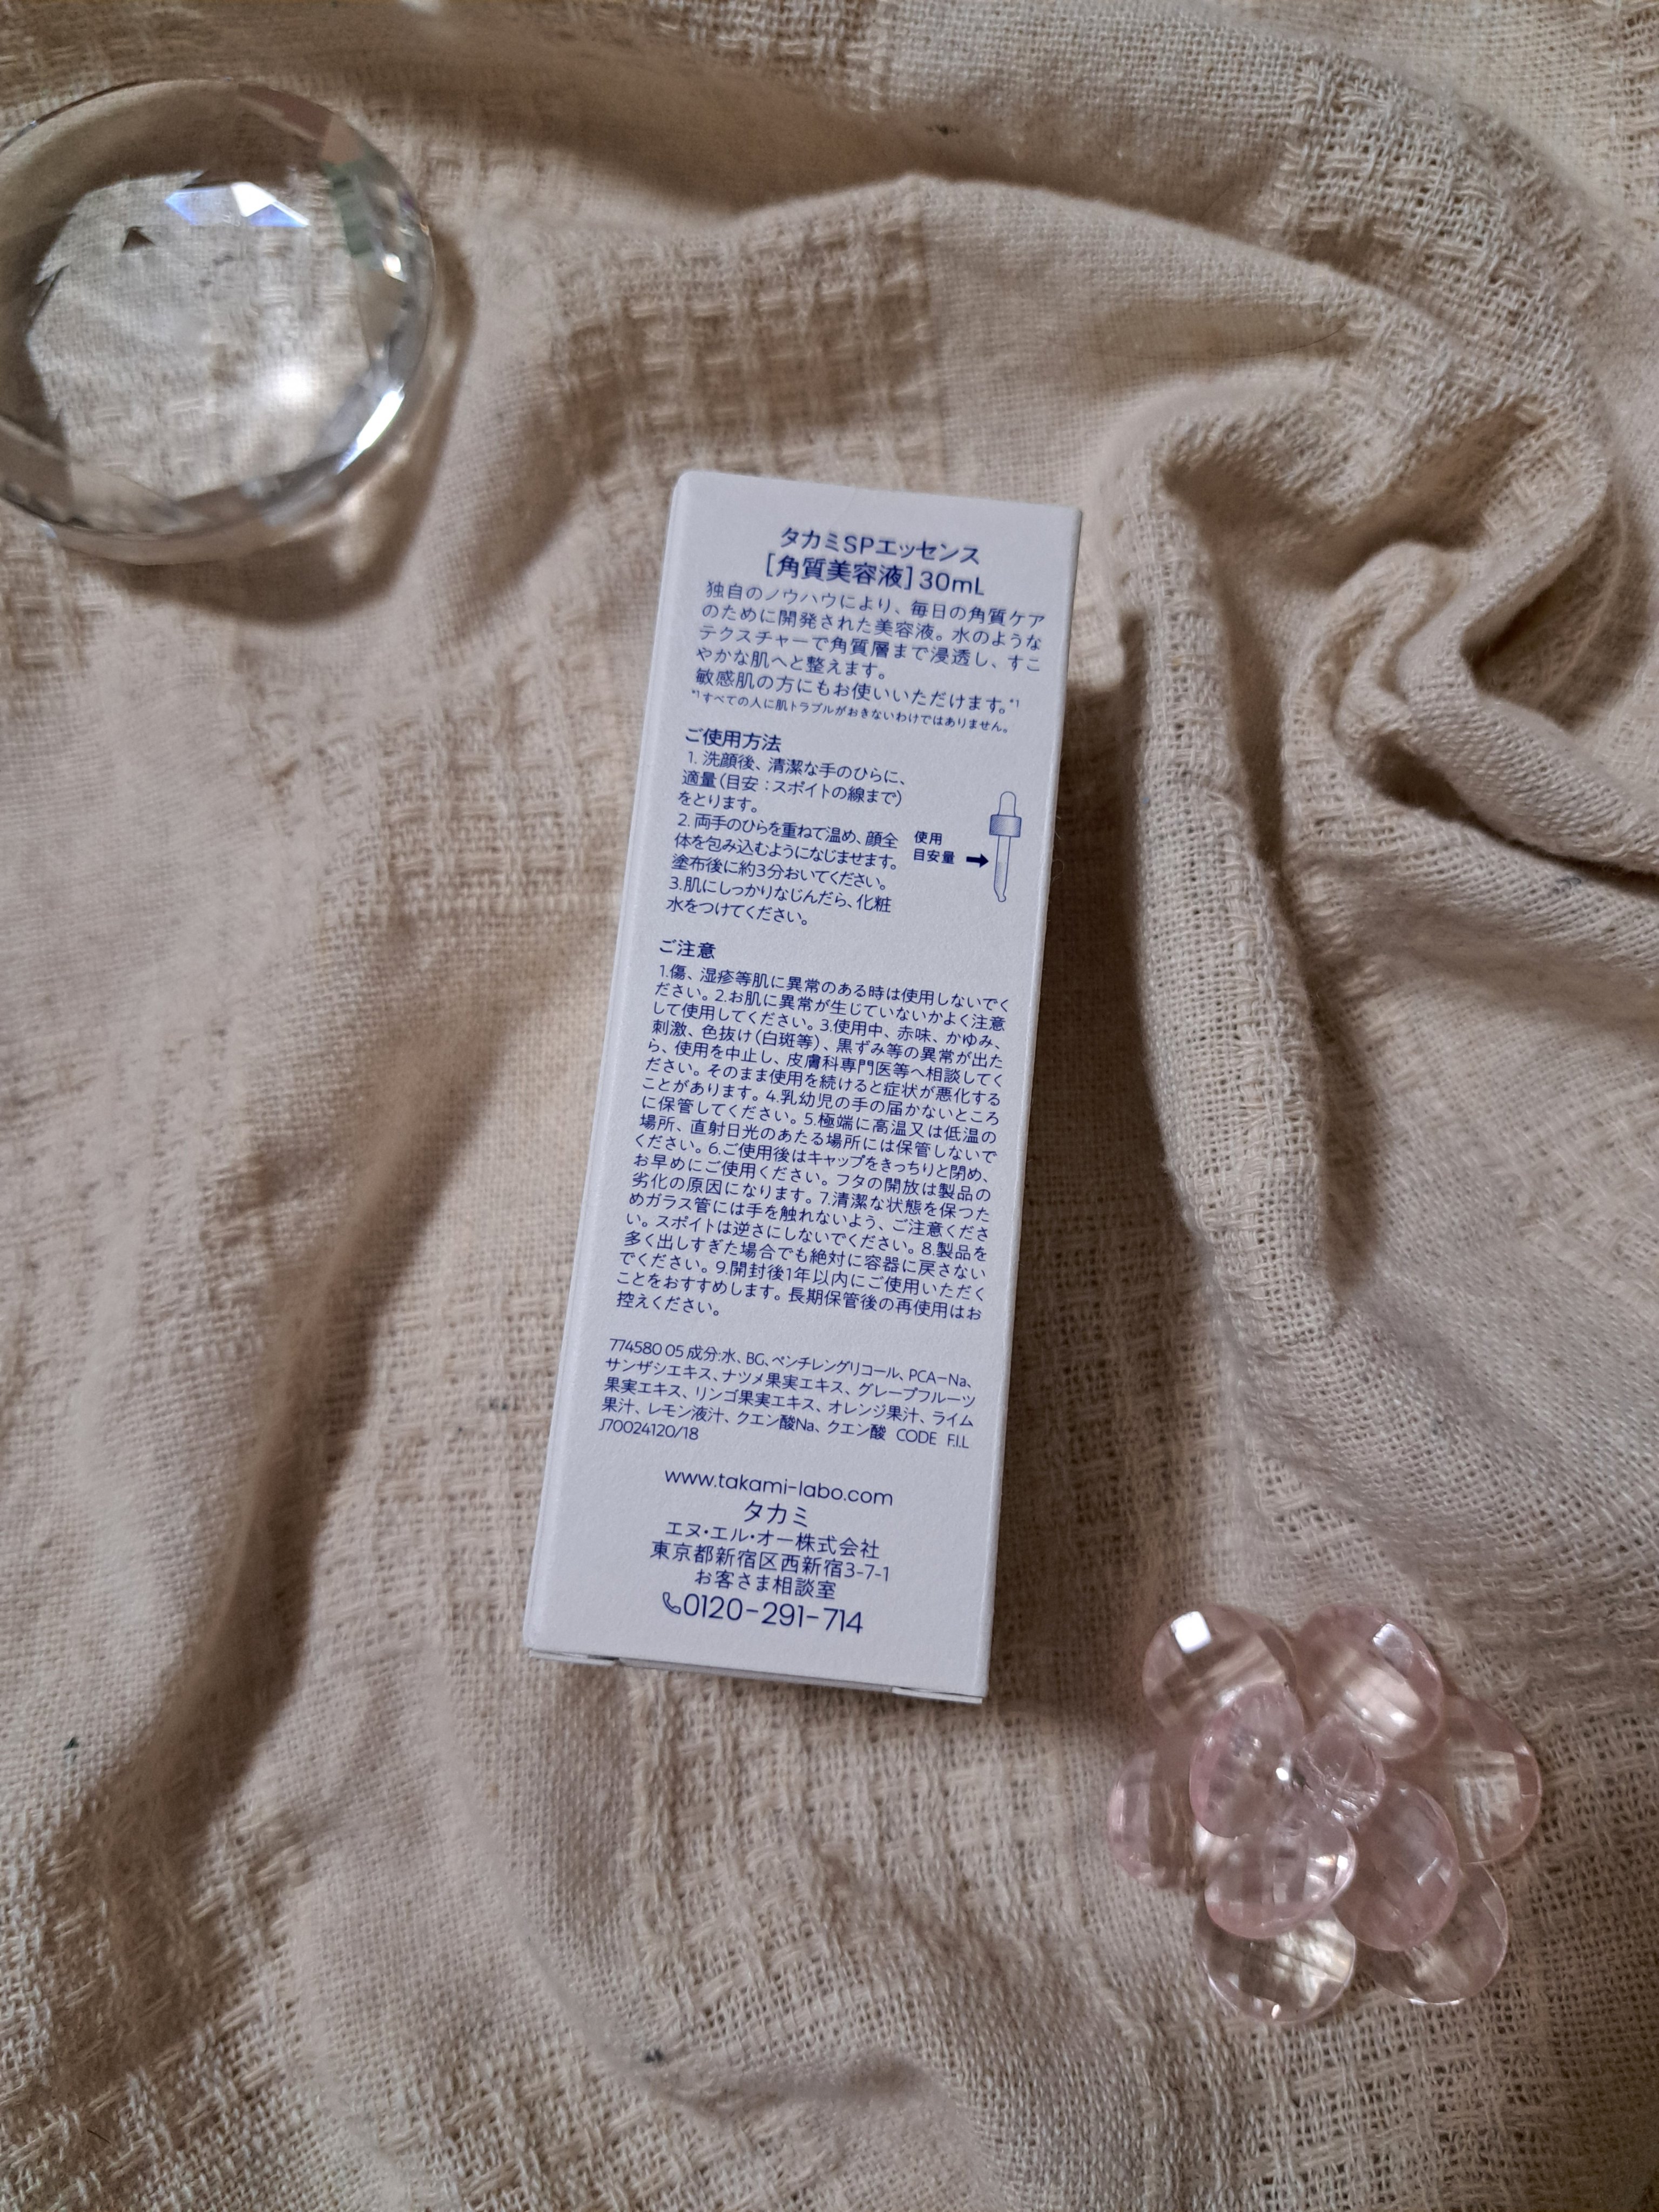 タカミSPエッセンス
[角質美容液]30mL
独自のノウハウにより、毎日の角質ケア
のために開発された美容液。水のような
テクスチャーで角質層まで浸透し、すこ
やかな肌へと整えます。
敏感肌の方にもお使いいただけます。*1
*1すべての人に肌トラブルがおきないわけではありません。
ご使用方法
1. 洗顔後、清潔な手のひらに、
適量(目安：スポイトの線まで)
をとります。
2. 両手のひらを重ねて温め、顔全
体を包み込むようになじませます。
塗布後に約3分おいてください。
3.肌にしっかりなじんだら、化粧
水をつけてください。
使用
目安量
ご注意
1.傷、湿疹等肌に異常のある時は使用しないでく
ださい。2.お肌に異常が生じていないかよく注意
して使用してください。3.使用中、赤味、かゆみ、
刺激、色抜け(白斑等)、黒ずみ等の異常が出た
ら、使用を中止し、皮膚科専門医等へ相談してく
ださい。そのまま使用を続けると症状が悪化する
ことがあります。4.乳幼児の手の届かないところ
に保管してください。5.極端に高温又は低温の
場所、直射日光のあたる場所には保管しないで
ください。6.ご使用後はキャップをきっちりと閉め、
お早めにご使用ください。フタの開放は製品の
劣化の原因になります。7.清潔な状態を保つた
めガラス管には手を触れないよう、ご注意くださ
い。スポイトは逆さにしないでください。8.製品を
多く出しすぎた場合でも絶対に容器に戻さない
でください。9.開封後1年以内にご使用いただく
ことをおすすめします。長期保管後の再使用はお
控えください。
774580 05 成分:水、BG、ペンチレングリコール、PCA-Na、
サンザシエキス、ナツメ果実エキス、グレープフルーツ
果実エキス、リンゴ果実エキス、オレンジ果汁、ライム
果汁、レモン液汁、クエン酸Na、クエン酸 CODE F.I.L
J70024120/18
www.takami-labo.com
タカミ
エヌ・エル・オー株式会社
東京都新宿区西新宿3-7-1
お客さま相談室
0120-291-714